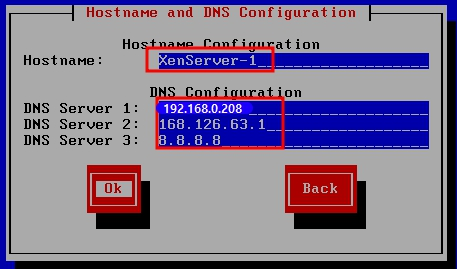 Hostname and DNS Configuration
Hostname Configuration
Hostname: XenServer-1
DNS Configuration
DNS Server 1: 192.168.0.208
DNS Server 2: 168.126.63.1
DNS Server 3: 8.8.8.8
Ok Back